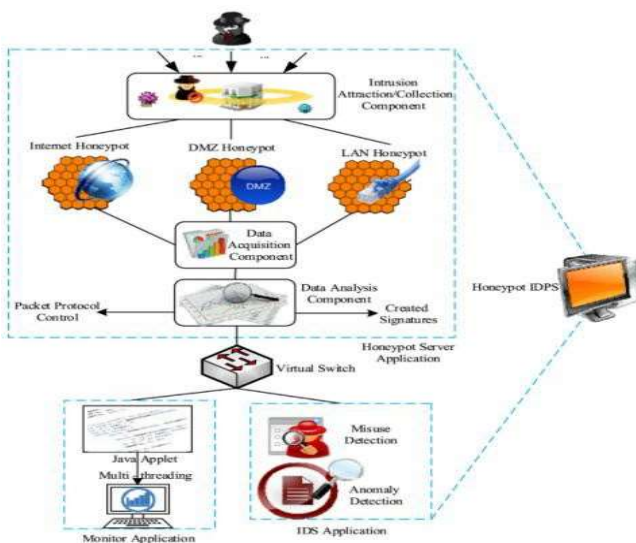 Intrusion
Attraction/Collection
Component
Internet Honeypot
DMZ Honeypot
LAN Honeypot
DMZ
Data
Acquisition
Component
Data Analysis
Component
Packet Protocol
Control
Created
Signatures
Honeypot IDPS
Honeypot Server
Application
Virtual Switch
Java Applet
Multi - threading
Monitor Application
Misuse
Detection
Anomaly
Detection
IDS Application